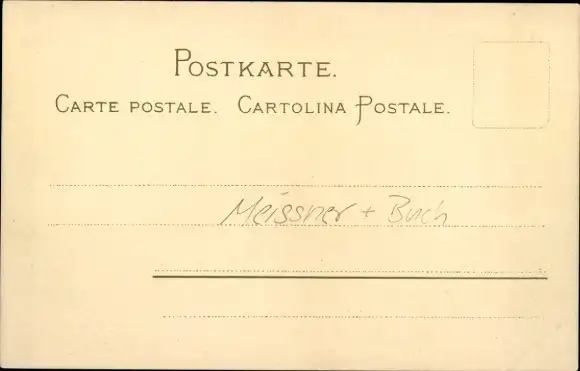 POSTKARTE.
CARTE POSTALE. CARTOLINA POSTALE.
Meissner + Buch